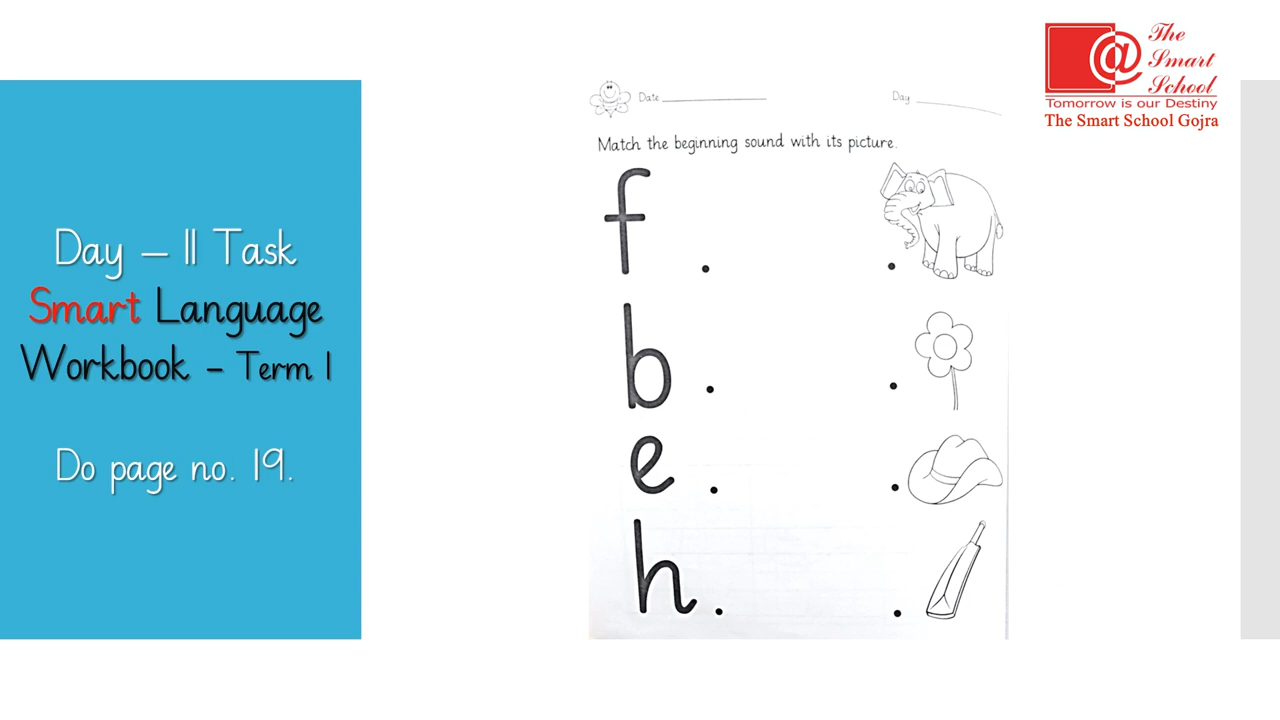 Day – 11 Task
Smart Language
Workbook – Term 1
Do page no. 19.
Date
Day
Match the beginning sound with its picture.
f
b
e
h
The
Smart
School
Tomorrow is our Destiny
The Smart School Gojra